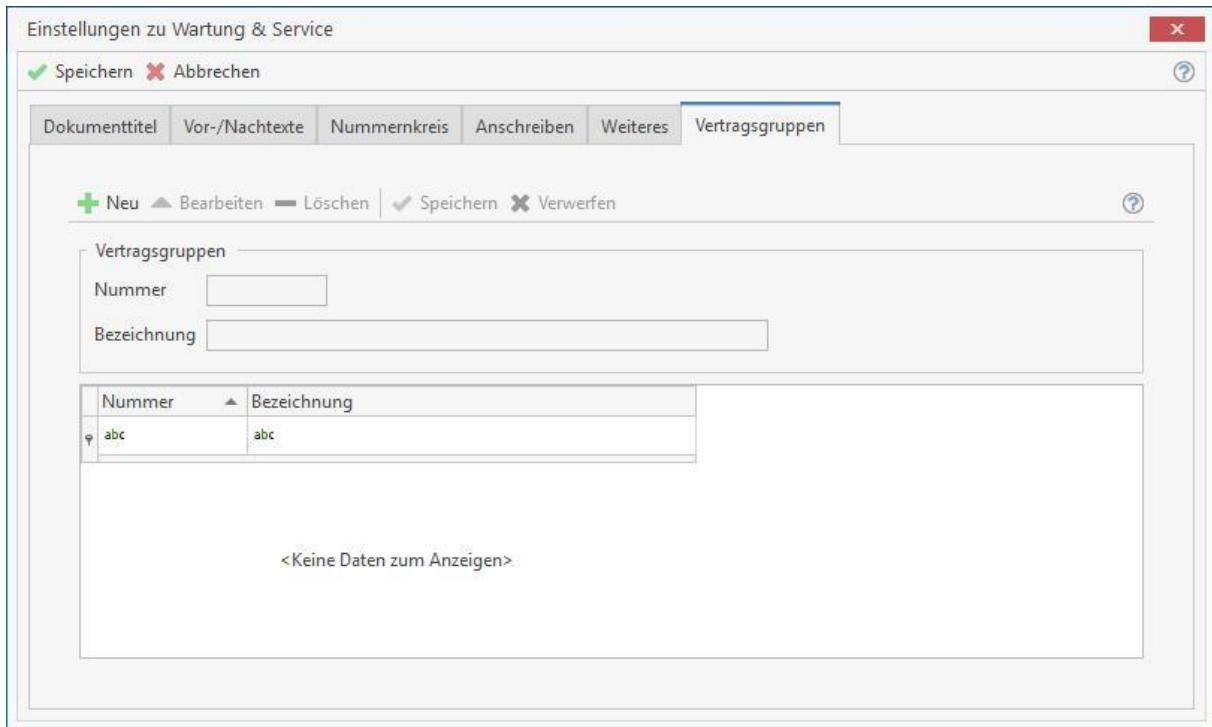 Einstellungen zu Wartung & Service
Speichern Abbrechen
Dokumenttitel Vor-/Nachtexte Nummernkreis Anschreiben Weiteres Vertragsgruppen
Neu Bearbeiten Löschen Speichern Verwerfen
Vertragsgruppen
Nummer
Bezeichnung
Nummer Bezeichnung
abc abc
<Keine Daten zum Anzeigen>